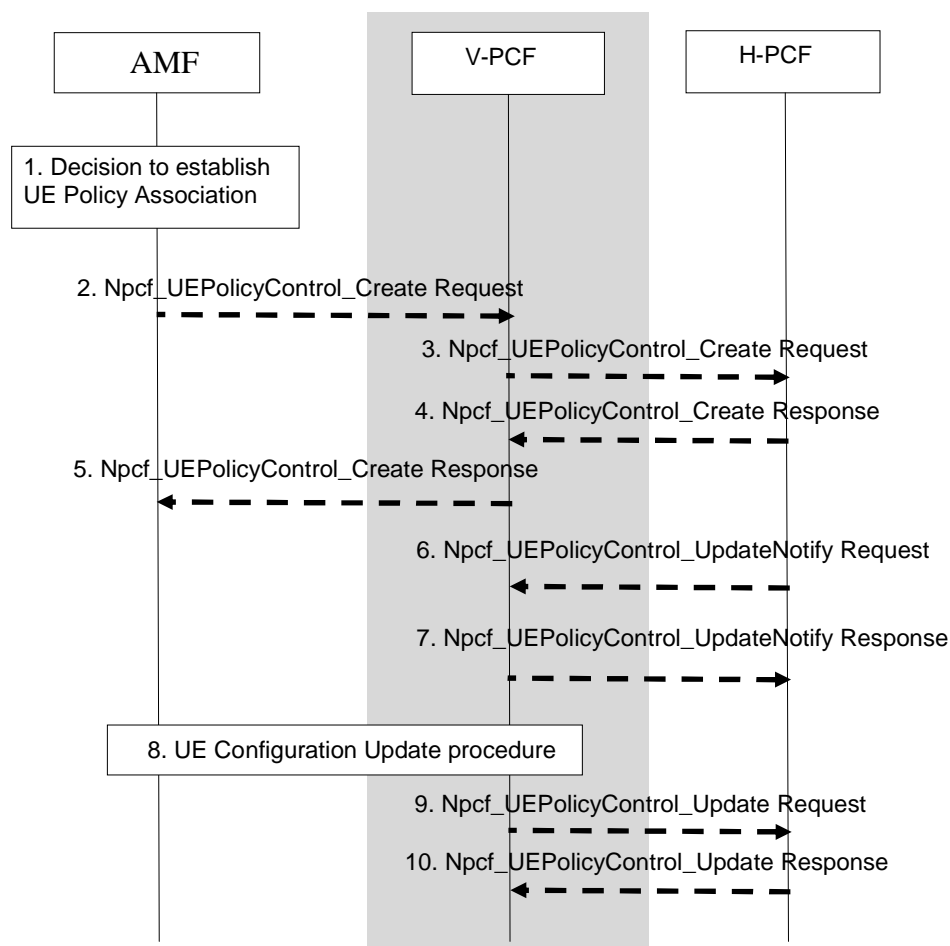 AMF
V-PCF
H-PCF
1. Decision to establish
UE Policy Association
2. Npcf_UEPolicyControl_Create Request
3. Npcf_UEPolicyControl_Create Request
4. Npcf_UEPolicyControl_Create Response
5. Npcf_UEPolicyControl_Create Response
6. Npcf_UEPolicyControl_UpdateNotify Request
7. Npcf_UEPolicyControl_UpdateNotify Response
8. UE Configuration Update procedure
9. Npcf_UEPolicyControl_Update Request
10. Npcf_UEPolicyControl_Update Response